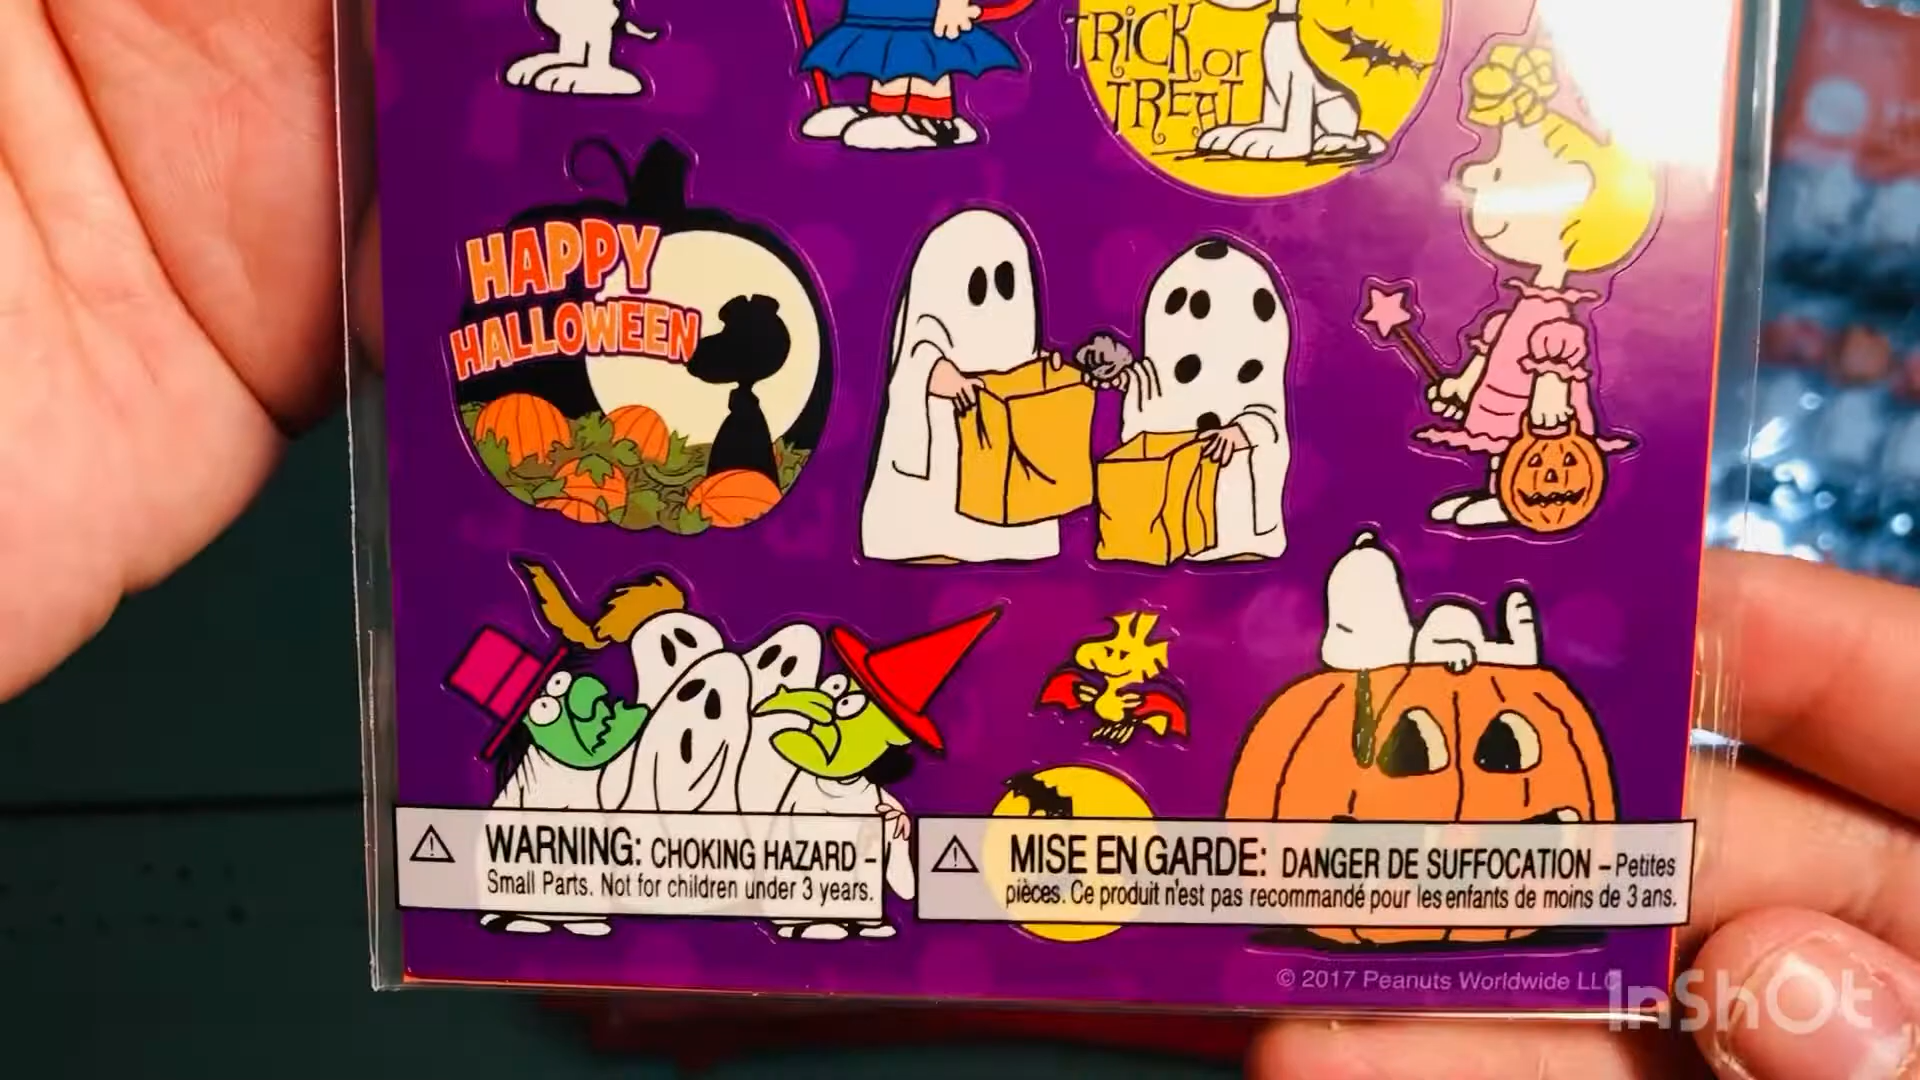 TRiCK or
TREAT
HAPPY
HALLOWEEN
WARNING: CHOKING HAZARD –
Small Parts. Not for children under 3 years.
MISE EN GARDE: DANGER DE SUFFOCATION – Petites
pièces. Ce produit n'est pas recommandé pour les enfants de moins de 3 ans.
© 2017 Peanuts Worldwide LLC
InShOt